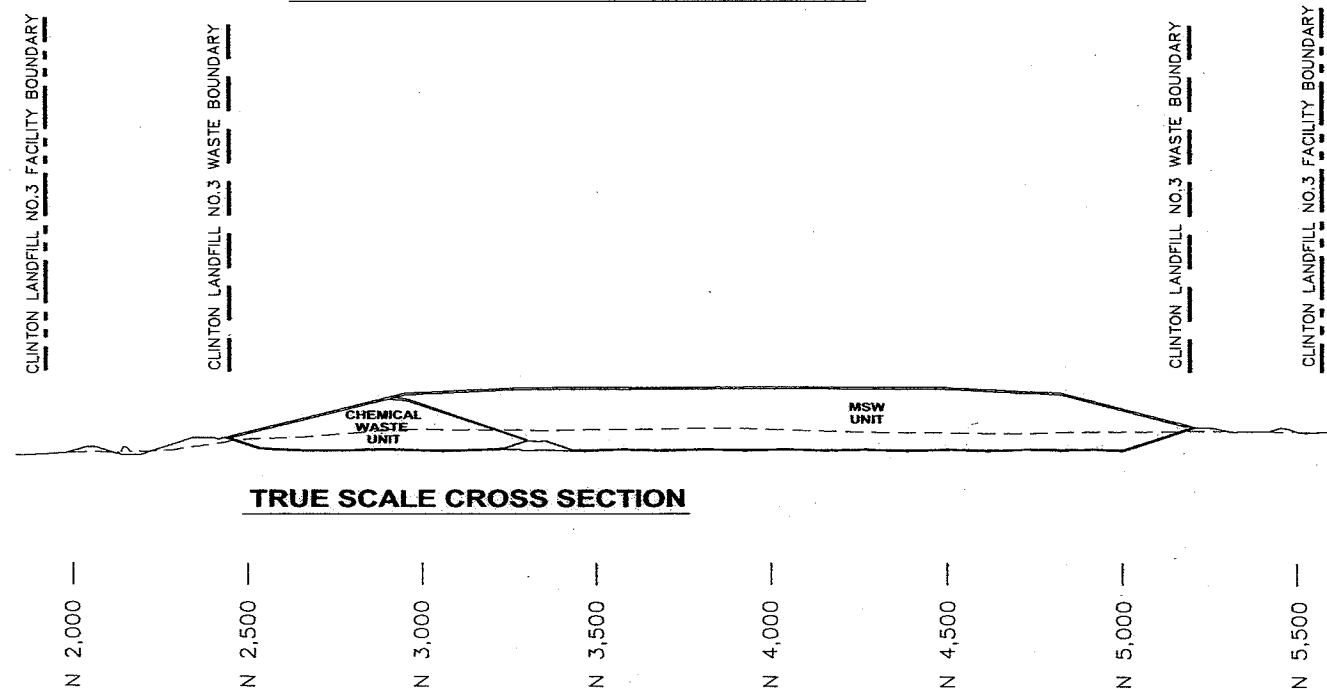 CLINTON LANDFILL NO.3 FACILITY BOUNDARY
CLINTON LANDFILL NO.3 WASTE BOUNDARY
CLINTON LANDFILL NO.3 WASTE BOUNDARY
CLINTON LANDFILL NO.3 FACILITY BOUNDARY
CHEMICAL
WASTE
UNIT
MSW
UNIT
TRUE SCALE CROSS SECTION
N 2,000
N 2,500
N 3,000
N 3,500
N 4,000
N 4,500
N 5,000
N 5,500